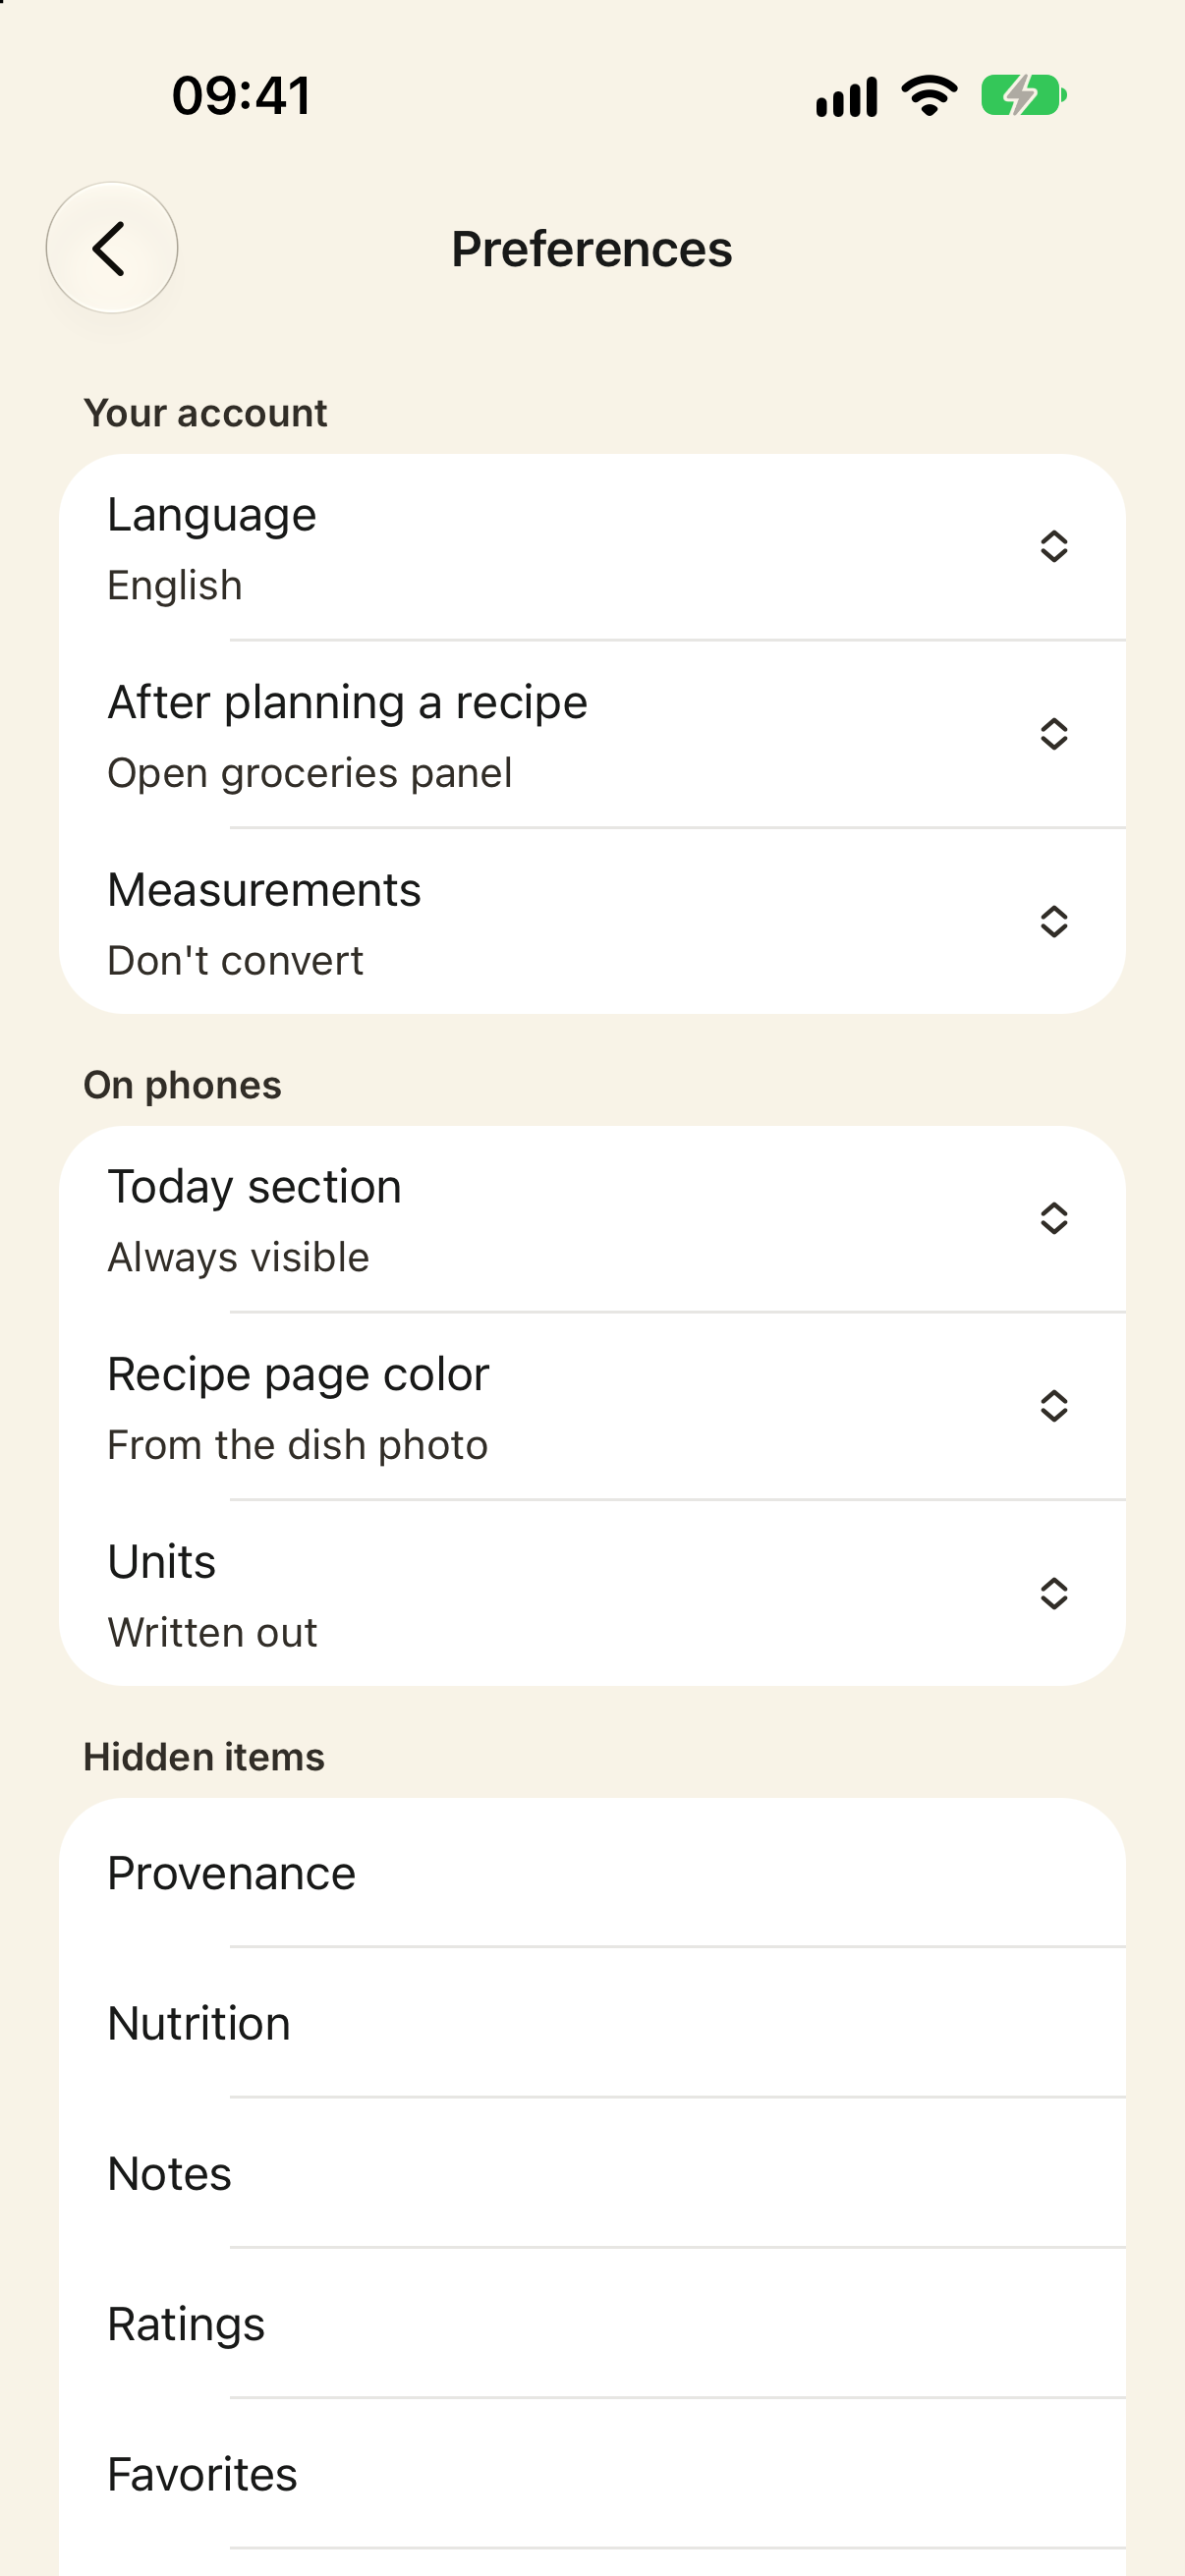 09:41
Preferences
Your account
Language
English
After planning a recipe
Open groceries panel
Measurements
Don't convert
On phones
Today section
Always visible
Recipe page color
From the dish photo
Units
Written out
Hidden items
Provenance
Nutrition
Notes
Ratings
Favorites